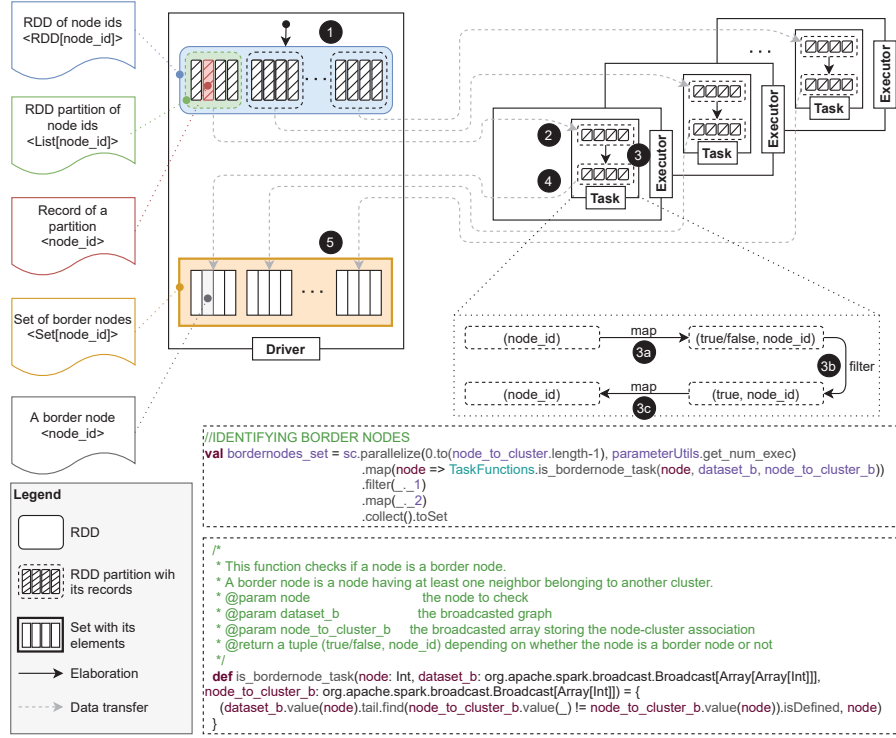 RDD of node ids
<RDD[node_id]>
RDD partition of
node ids
<List[node_id]>
Record of a
partition
<node_id>
Set of border nodes
<Set[node_id]>
A border node
<node_id>
1
. . .
5
. . .
Driver
2
3
4
Task
Executor
Task
Executor
. . .
Task
Executor
(node_id)
map
3a
(true/false, node_id)
3b
filter
(node_id)
map
3c
(true, node_id)
Legend
RDD
RDD partition wih
its records
Set with its
elements
Elaboration
Data transfer
//IDENTIFYING BORDER NODES
val bordernodes_set = sc.parallelize(0.to(node_to_cluster.length-1), parameterUtils.get_num_exec)
.map(node => TaskFunctions.is_bordernode_task(node, dataset_b, node_to_cluster_b))
.filter(_._1)
.map(_._2)
.collect().toSet
/*
* This function checks if a node is a border node.
* A border node is a node having at least one neighbor belonging to another cluster.
* @param node the node to check
* @param dataset_b the broadcasted graph
* @param node_to_cluster_b the broadcasted array storing the node-cluster association
* @return a tuple (true/false, node_id) depending on whether the node is a border node or not
*/
def is_bordernode_task(node: Int, dataset_b: org.apache.spark.broadcast.Broadcast[Array[Array[Int]]],
node_to_cluster_b: org.apache.spark.broadcast.Broadcast[Array[Int]]) = {
(dataset_b.value(node).tail.find(node_to_cluster_b.value(_) != node_to_cluster_b.value(node)).isDefined, node)
}